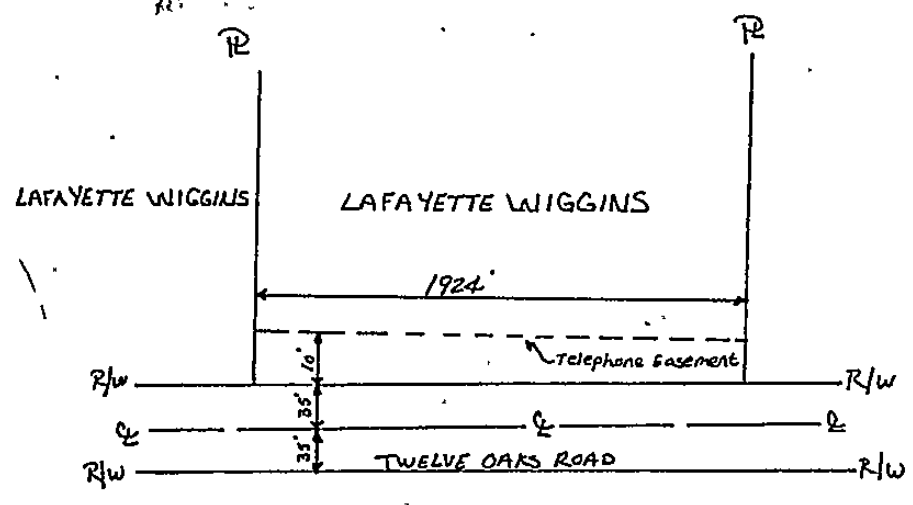 PL PL
LAFAYETTE WIGGINS LAFAYETTE WIGGINS
1924'
10'
Telephone Easement
R/W R/W
35'
CL CL CL
35'
TWELVE OAKS ROAD
R/W R/W